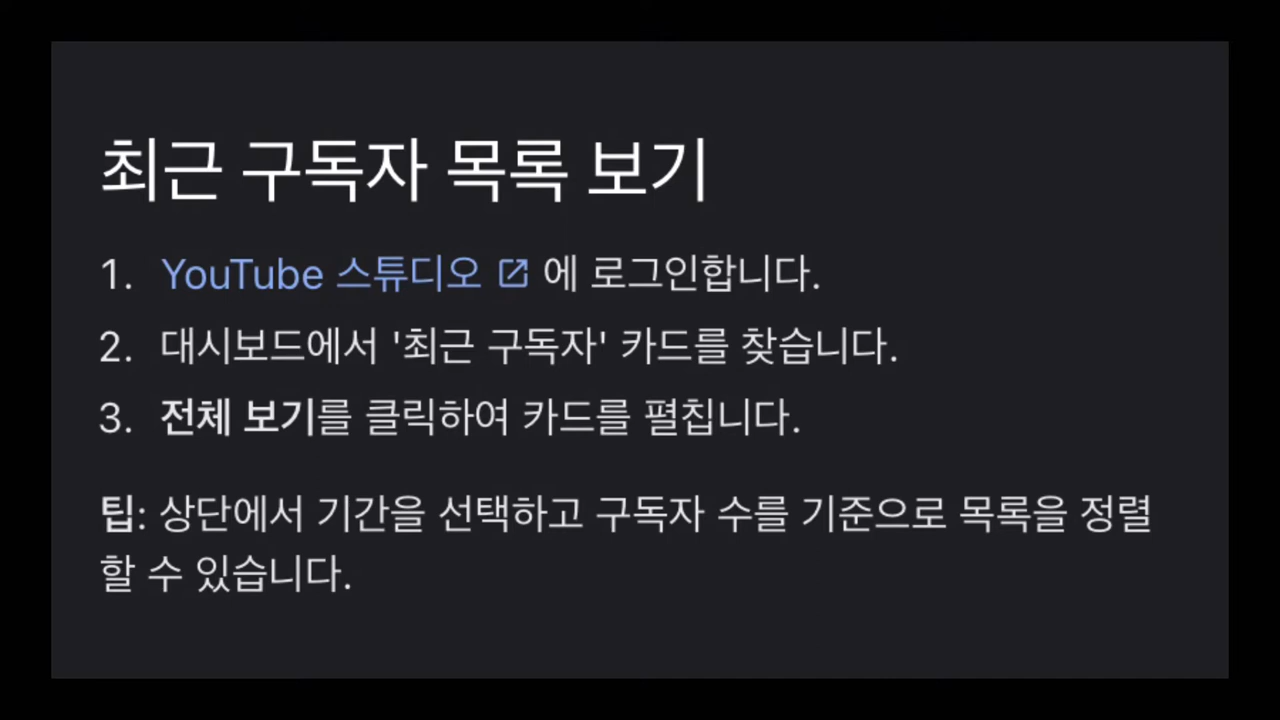 최근 구독자 목록 보기
1. YouTube 스튜디오 에 로그인합니다.
2. 대시보드에서 '최근 구독자' 카드를 찾습니다.
3. 전체 보기를 클릭하여 카드를 펼칩니다.
팁: 상단에서 기간을 선택하고 구독자 수를 기준으로 목록을 정렬
할 수 있습니다.